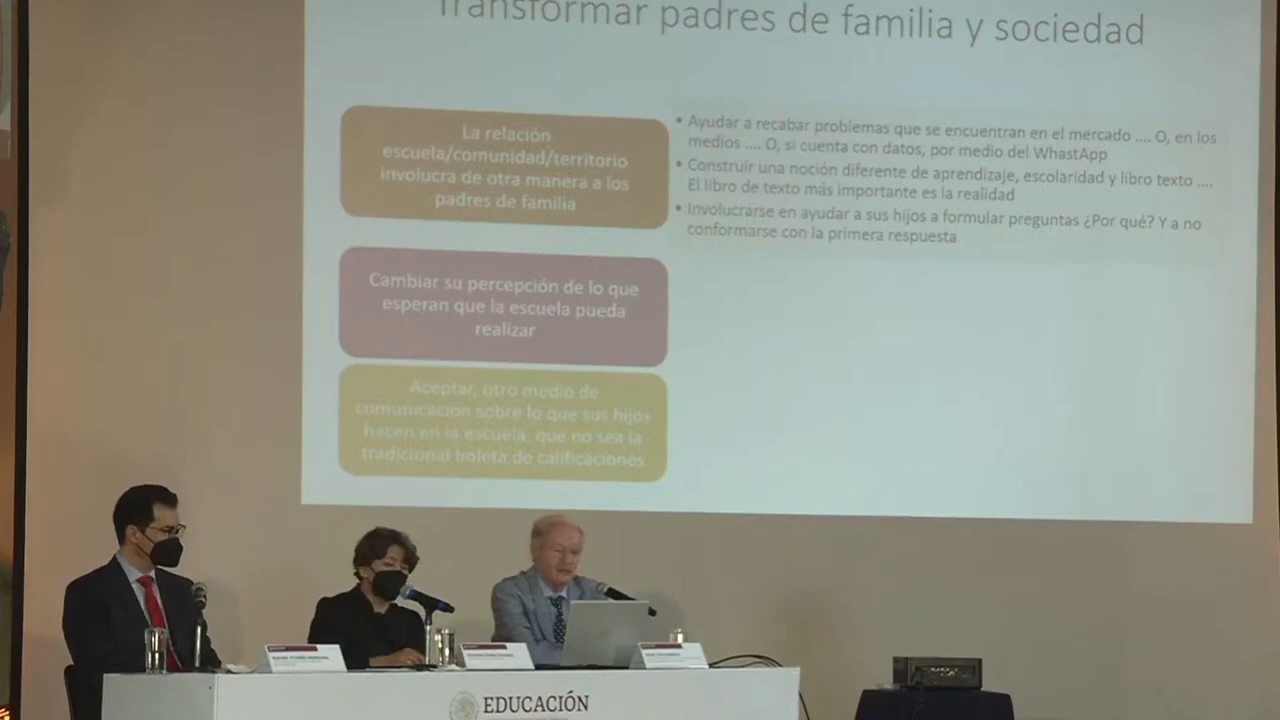 Transformar padres de familia y sociedad
La relación
escuela/comunidad/territorio
involucra de otra manera a los
padres de familia
• Ayudar a recabar problemas que se encuentran en el mercado .... O, en los
medios .... O, si cuenta con datos, por medio del WhastApp
• Construir una noción diferente de aprendizaje, escolaridad y libro texto ....
El libro de texto más importante es la realidad
• Involucrarse en ayudar a sus hijos a formular preguntas ¿Por qué? Y a no
conformarse con la primera respuesta
Cambiar su percepción de lo que
esperan que la escuela pueda
realizar
Aceptar, otro medio de
comunicación sobre lo que sus hijos
hacen en la escuela, que no sea la
tradicional boleta de calificaciones
EDUCACIÓN